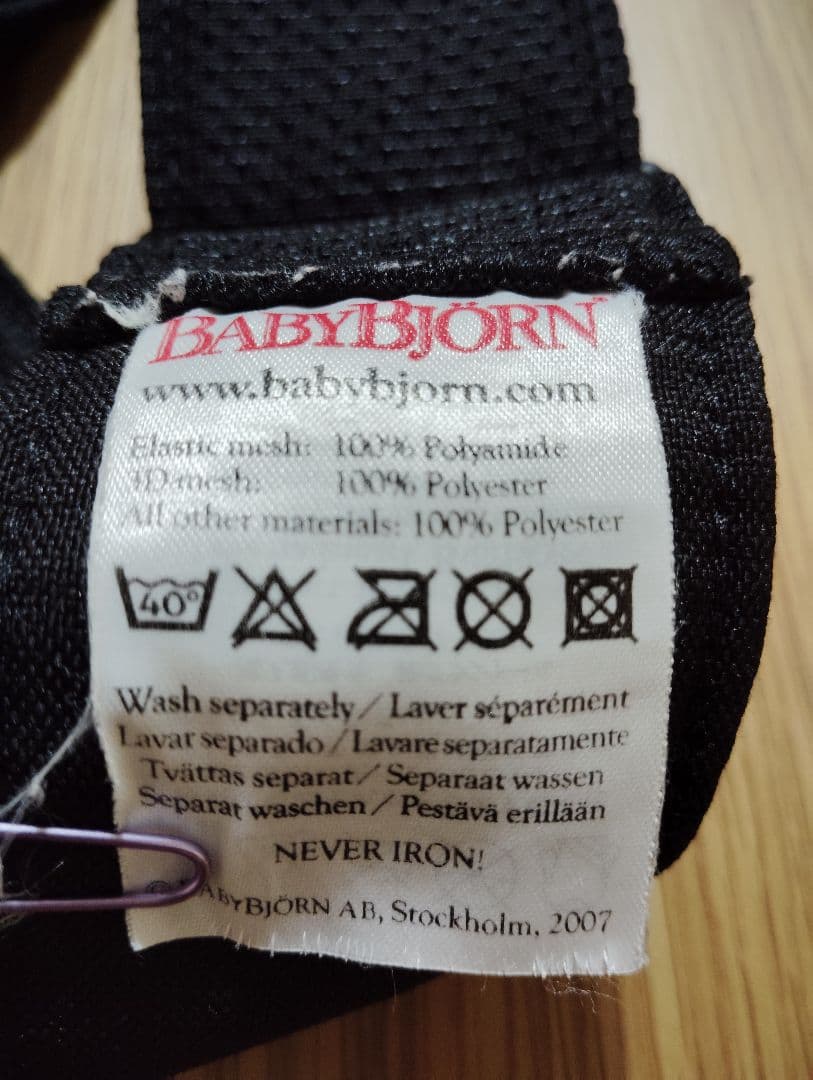 BABYBJÖRN
www.babybjorn.com
Elastic mesh: 100% Polyamide
3D mesh: 100% Polyester
All other materials: 100% Polyester
40°
Wash separately / Laver séparément
Lavar separado / Lavare separatamente
Tvättas separat / Separaat wassen
Separat waschen / Pestävä erillään
NEVER IRON!
© BABYBJÖRN AB, Stockholm, 2007